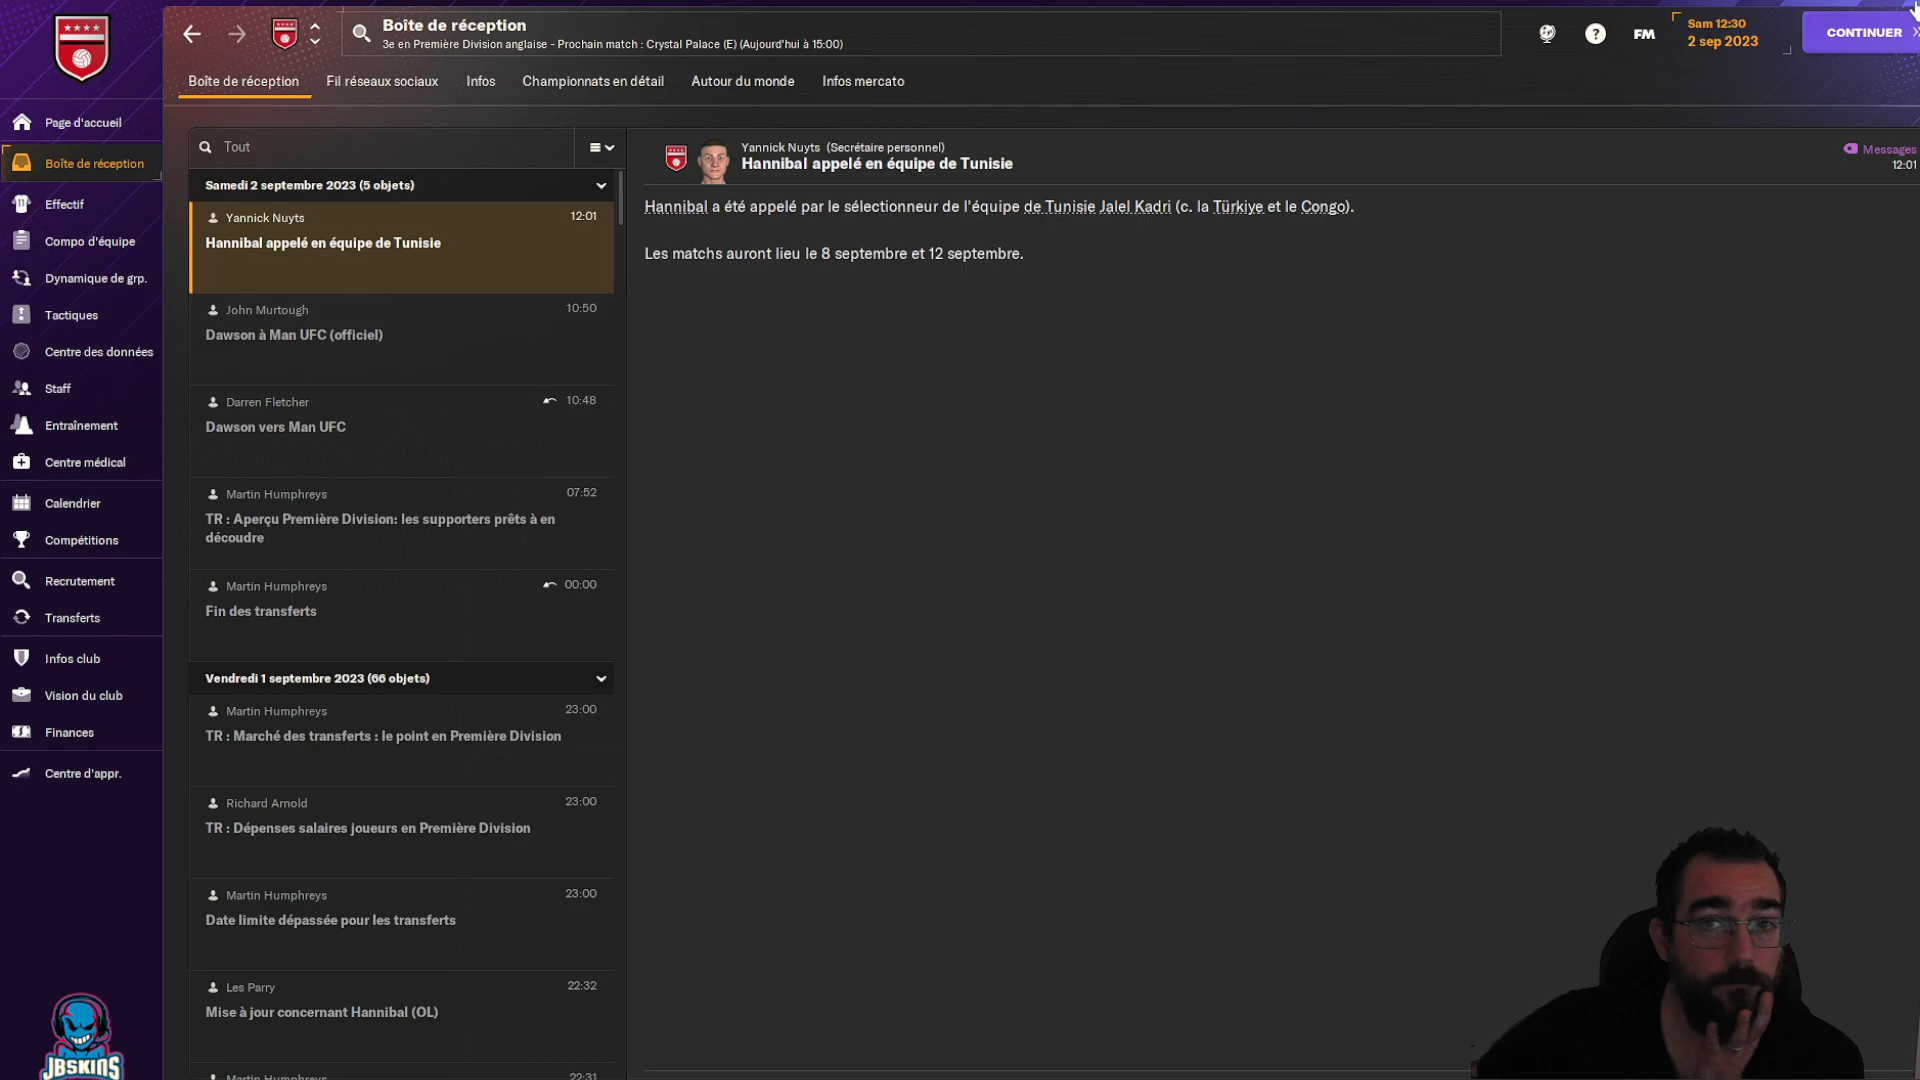 Boîte de réception
3e en Première Division anglaise - Prochain match : Crystal Palace (E) (Aujourd'hui à 15:00)
?
FM
Sam 12:30
2 sep 2023
CONTINUER
Boîte de réception
Fil réseaux sociaux
Infos
Championnats en détail
Autour du monde
Infos mercato
Page d'accueil
Boîte de réception
Effectif
Compo d'équipe
Dynamique de grp.
Tactiques
Centre des données
Staff
Entraînement
Centre médical
Calendrier
Compétitions
Recrutement
Transferts
Infos club
Vision du club
Finances
Centre d'appr.
JBSKINS
Tout
Samedi 2 septembre 2023 (5 objets)
Yannick Nuyts 12:01
Hannibal appelé en équipe de Tunisie
John Murtough 10:50
Dawson à Man UFC (officiel)
Darren Fletcher 10:48
Dawson vers Man UFC
Martin Humphreys 07:52
TR : Aperçu Première Division: les supporters prêts à en
découdre
Martin Humphreys 00:00
Fin des transferts
Vendredi 1 septembre 2023 (66 objets)
Martin Humphreys 23:00
TR : Marché des transferts : le point en Première Division
Richard Arnold 23:00
TR : Dépenses salaires joueurs en Première Division
Martin Humphreys 23:00
Date limite dépassée pour les transferts
Les Parry 22:32
Mise à jour concernant Hannibal (OL)
Martin Humphreys 22:31
Yannick Nuyts (Secrétaire personnel)
Hannibal appelé en équipe de Tunisie
Messages
12:01
Hannibal a été appelé par le sélectionneur de l'équipe de Tunisie Jalel Kadri (c. la Türkiye et le Congo).
Les matchs auront lieu le 8 septembre et 12 septembre.